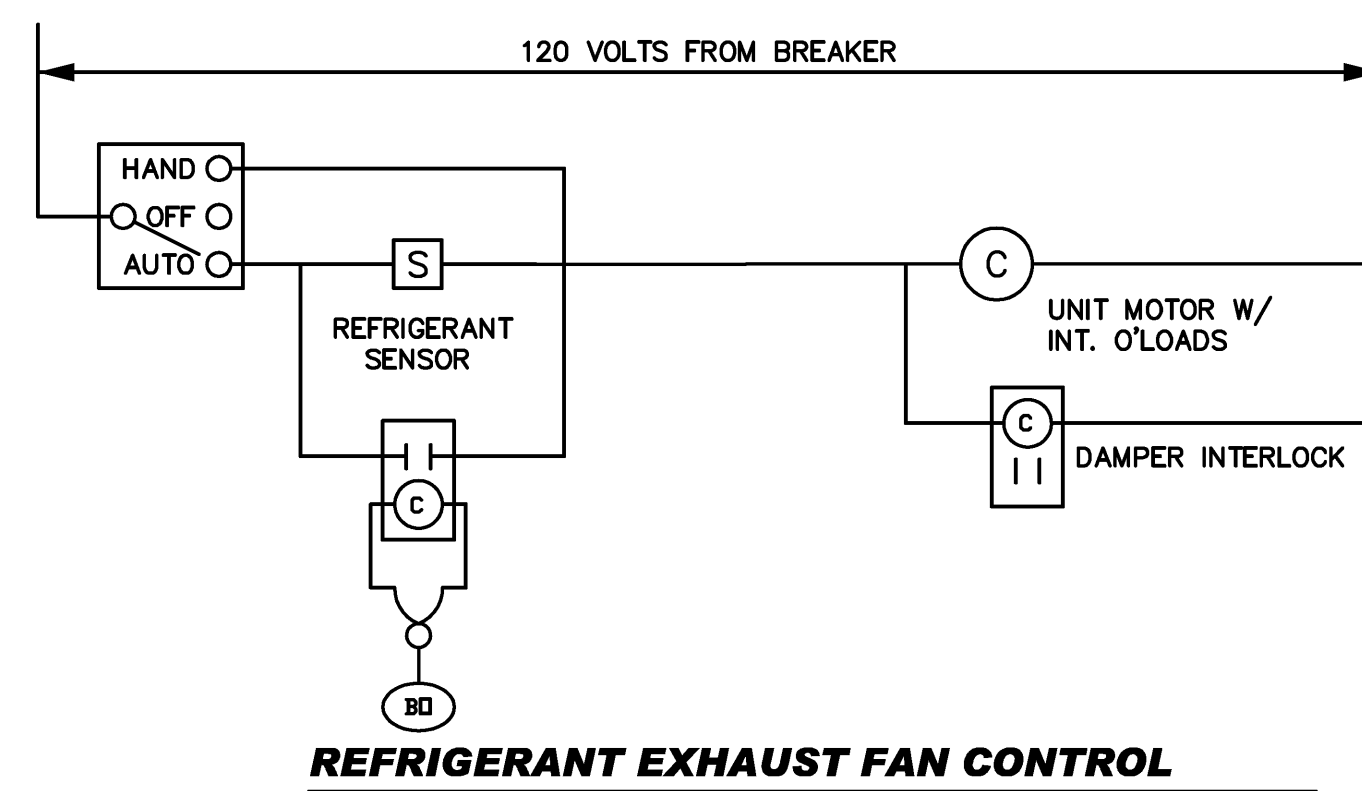 120 VOLTS FROM BREAKER
HAND
OFF
AUTO
S
REFRIGERANT
SENSOR
C
UNIT MOTOR W/
INT. O'LOADS
C
DAMPER INTERLOCK
C
BO
REFRIGERANT EXHAUST FAN CONTROL